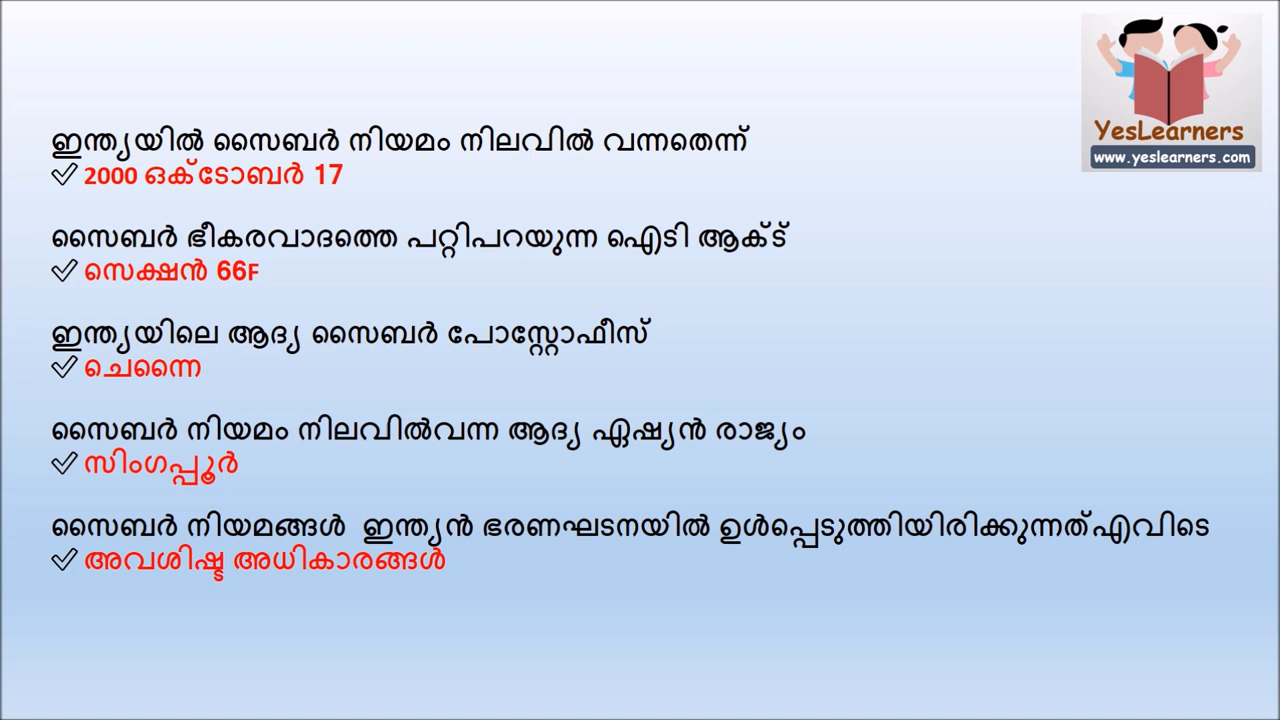 YesLearners
www.yeslearners.com
ഇന്ത്യയിൽ സൈബർ നിയമം നിലവിൽ വന്നതെന്ന്
✓ 2000 ഒക്ടോബർ 17
സൈബർ ഭീകരവാദത്തെ പറ്റിപറയുന്ന ഐടി ആക്ട്
✓ സെക്ഷൻ 66F
ഇന്ത്യയിലെ ആദ്യ സൈബർ പോസ്റ്റോഫീസ്
✓ ചെന്നൈ
സൈബർ നിയമം നിലവിൽവന്ന ആദ്യ ഏഷ്യൻ രാജ്യം
✓ സിംഗപ്പൂർ
സൈബർ നിയമങ്ങൾ ഇന്ത്യൻ ഭരണഘടനയിൽ ഉൾപ്പെടുത്തിയിരിക്കുന്നത്എവിടെ
✓ അവശിഷ്ട അധികാരങ്ങൾ